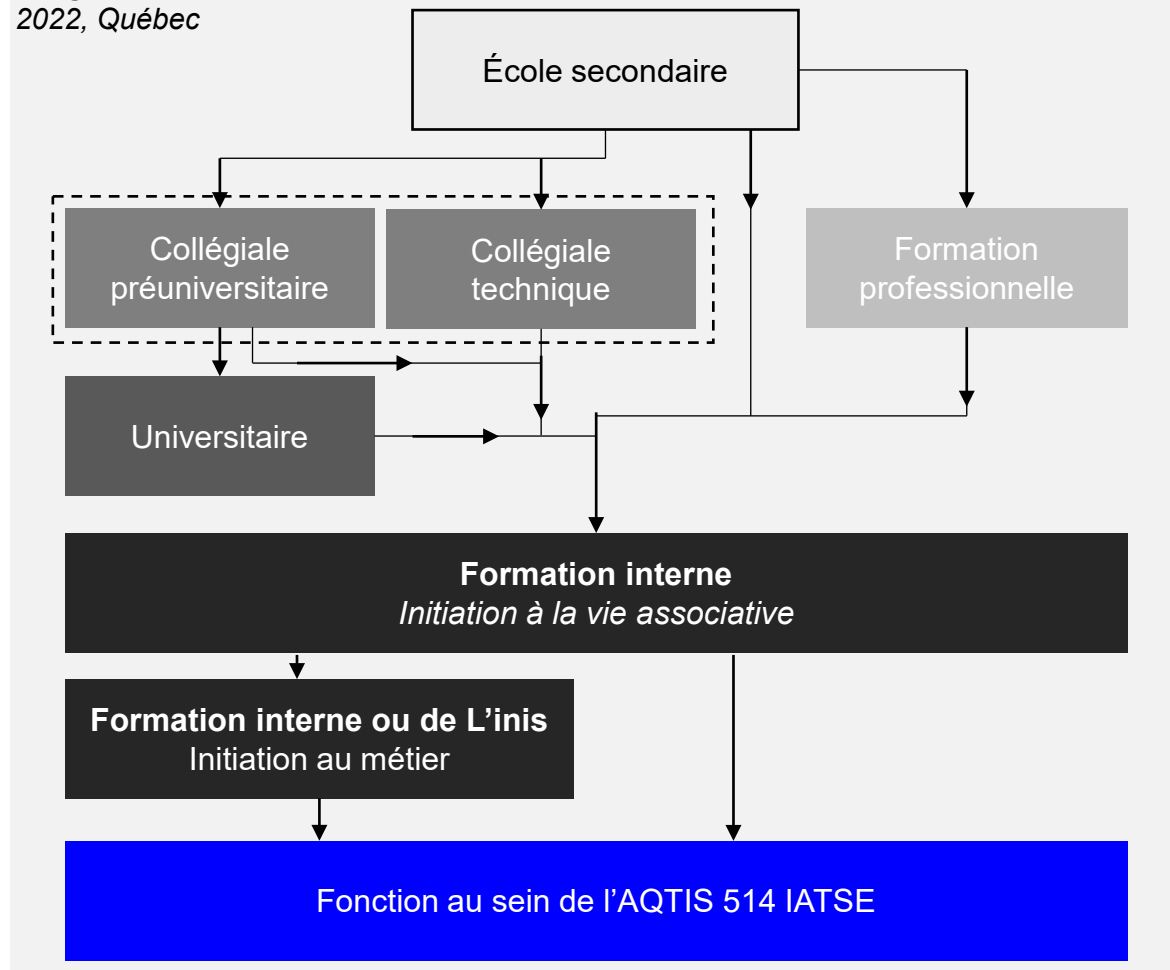 2022, Québec
École secondaire
Collégiale
préuniversitaire
Collégiale
technique
Formation
professionnelle
Universitaire
Formation interne
Initiation à la vie associative
Formation interne ou de L'inis
Initiation au métier
Fonction au sein de l’AQTIS 514 IATSE